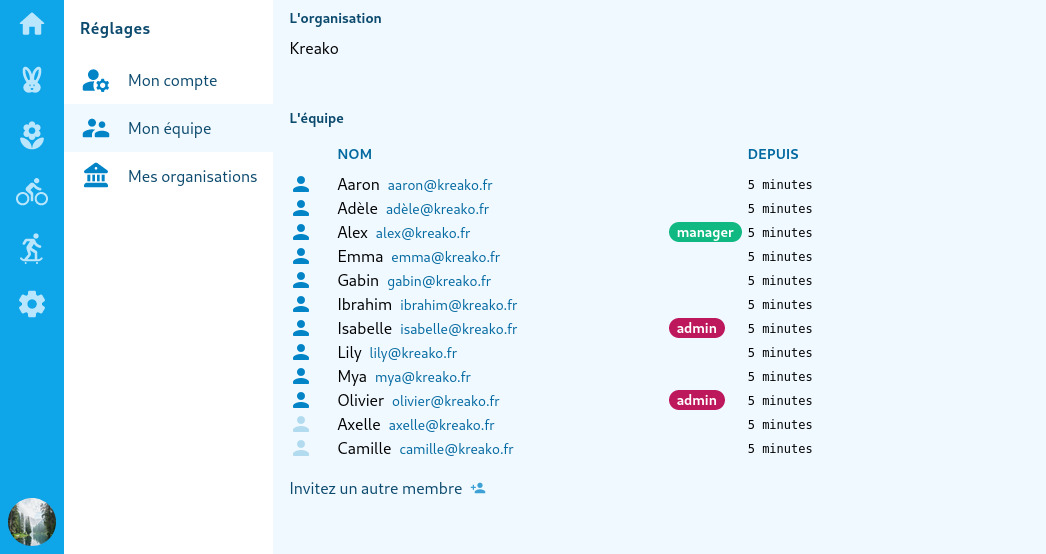 Réglages
Mon compte
Mon équipe
Mes organisations
L'organisation
Kreako
L'équipe
NOM DEPUIS
Aaron aaron@kreako.fr 5 minutes
Adèle adèle@kreako.fr 5 minutes
Alex alex@kreako.fr manager 5 minutes
Emma emma@kreako.fr 5 minutes
Gabin gabin@kreako.fr 5 minutes
Ibrahim ibrahim@kreako.fr 5 minutes
Isabelle isabelle@kreako.fr admin 5 minutes
Lily lily@kreako.fr 5 minutes
Mya mya@kreako.fr 5 minutes
Olivier olivier@kreako.fr admin 5 minutes
Axelle axelle@kreako.fr 5 minutes
Camille camille@kreako.fr 5 minutes
Invitez un autre membre